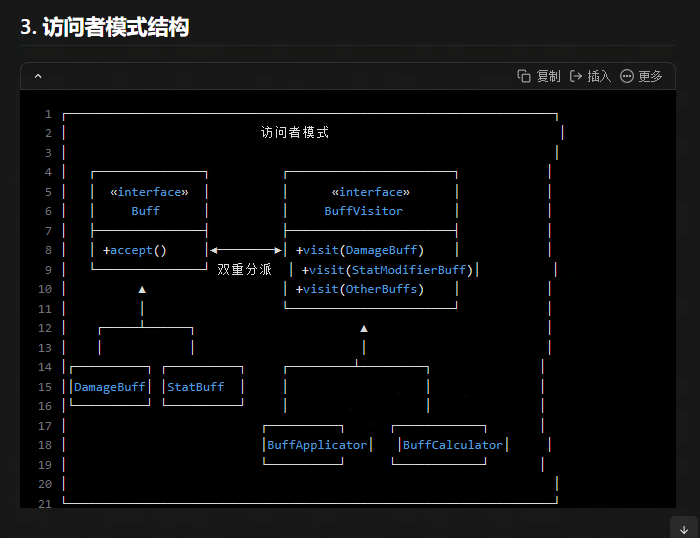 3. 访问者模式结构
复制 插入 更多
1
2 访问者模式
3
4
5 «interface» «interface»
6 Buff BuffVisitor
7
8 +accept() +visit(DamageBuff)
9 双重分派 +visit(StatModifierBuff)
10 +visit(OtherBuffs)
11
12
13
14
15 DamageBuff StatBuff
16
17
18 BuffApplicator BuffCalculator
19
20
21